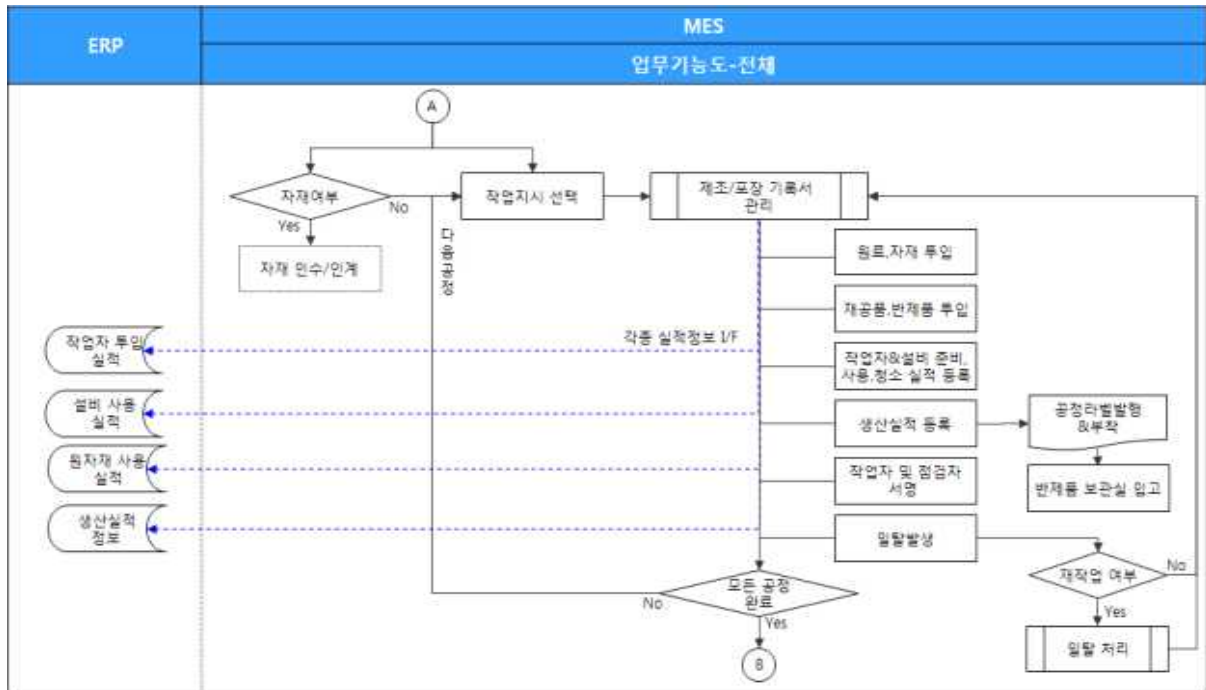 ERP
MES
업무기능도-전체
A
자재여부
No
Yes
작업지시 선택
제조/포장 기록서
관리
자재 인수/인계
다음공정
원료,자재 투입
재공품,반제품 투입
각종 실적정보 I/F
작업자 투입
실적
작업자&설비 준비,
사용,청소 실적 등록
설비 사용
실적
생산실적 등록
공정라벨발행
&부착
원자재 사용
실적
작업자 및 점검자
서명
반제품 보관실 입고
생산실적
정보
일탈발생
모든 공정
완료
No
Yes
재작업 여부
No
Yes
일탈 처리
B